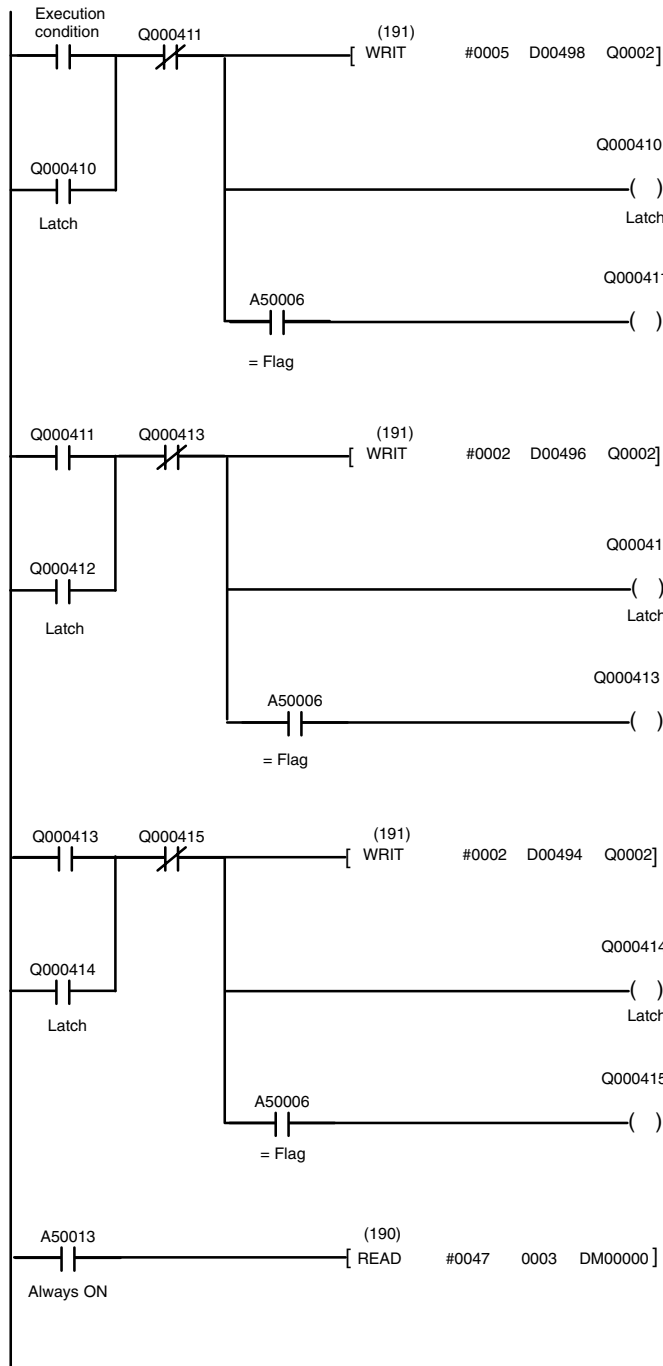 Execution
condition
Q000411
(191)
[ WRIT #0005 D00498 Q0002]
Q000410
Q000410
( )
Latch
Latch
Q000411
A50006
( )
= Flag
Q000411
Q000413
(191)
[ WRIT #0002 D00496 Q0002]
Q00041
Q000412
( )
Latch
Latch
Q000413
A50006
( )
= Flag
Q000413
Q000415
(191)
[ WRIT #0002 D00494 Q0002]
Q000414
Q000414
( )
Latch
Latch
Q000415
A50006
( )
= Flag
A50013
(190)
[ READ #0047 0003 DM00000 ]
Always ON